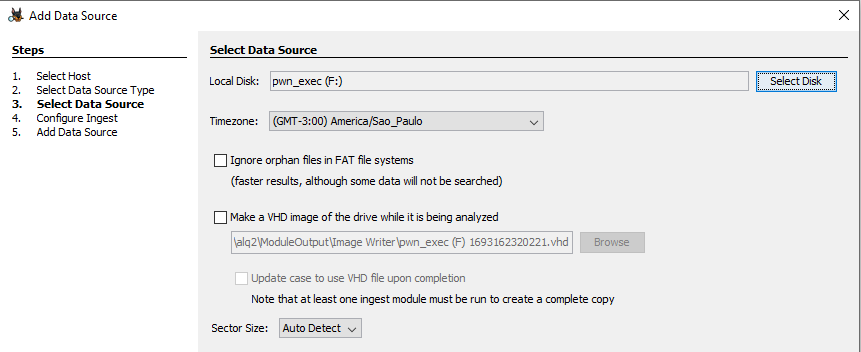 Add Data Source
Steps
1. Select Host
2. Select Data Source Type
3. Select Data Source
4. Configure Ingest
5. Add Data Source
Select Data Source
Local Disk: pwn_exec (F:) Select Disk
Timezone: (GMT-3:00) America/Sao_Paulo
Ignore orphan files in FAT file systems
(faster results, although some data will not be searched)
Make a VHD image of the drive while it is being analyzed
\alq2\ModuleOutput\Image Writer\pwn_exec (F) 1693162320221.vhd Browse
Update case to use VHD file upon completion
Note that at least one ingest module must be run to create a complete copy
Sector Size: Auto Detect